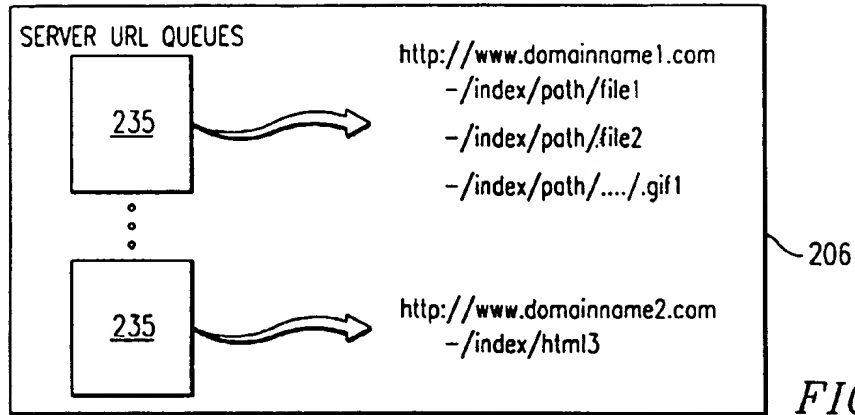 SERVER URL QUEUES
235
http://www.domainname1.com
-/index/path/file1
-/index/path/file2
-/index/path/..../.gif1
235
http://www.domainname2.com
-/index/html3
206